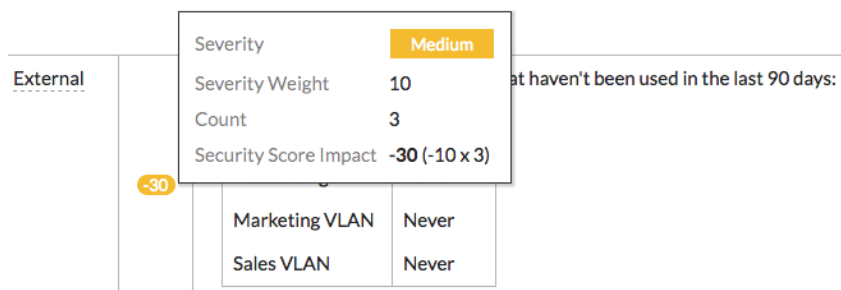 Severity Medium
Severity Weight 10
External
at haven't been used in the last 90 days:
Count 3
Security Score Impact -30 (-10 x 3)
-30
Marketing VLAN Never
Sales VLAN Never